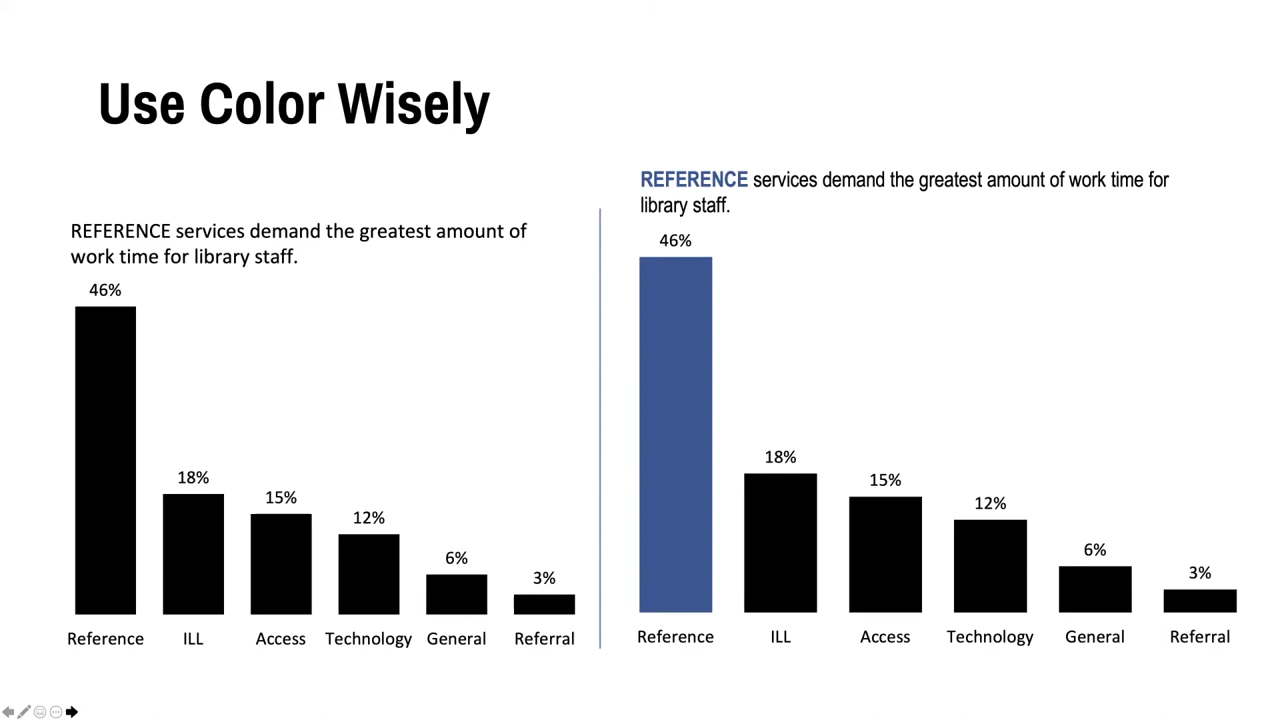 Use Color Wisely
REFERENCE services demand the greatest amount of
work time for library staff.
46%
18%
15%
12%
6%
3%
Reference ILL Access Technology General Referral
REFERENCE services demand the greatest amount of work time for
library staff.
46%
18%
15%
12%
6%
3%
Reference ILL Access Technology General Referral